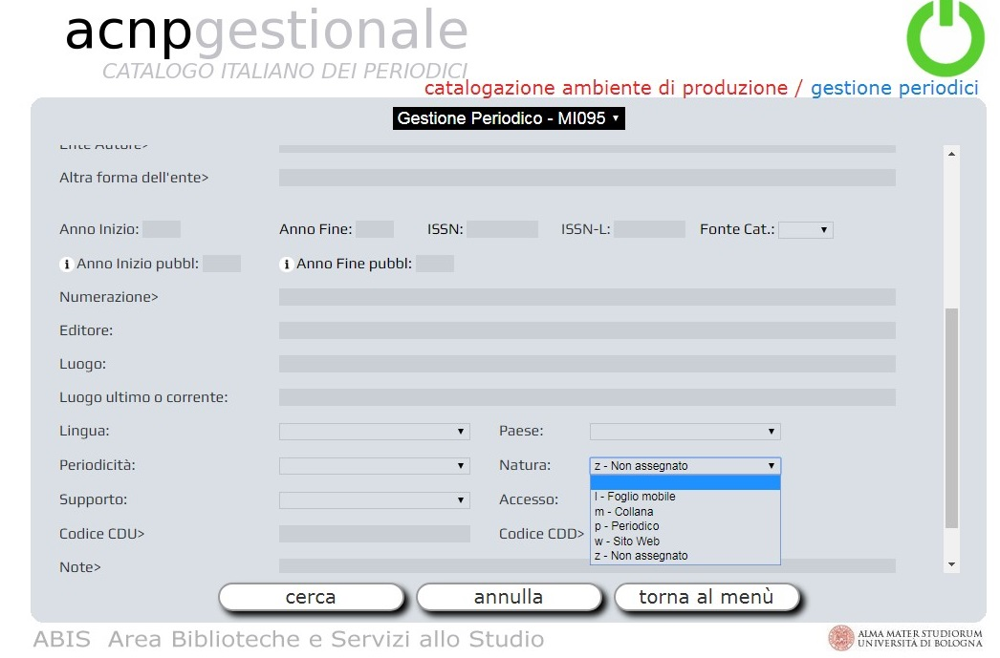 acnpgestionale
CATALOGO ITALIANO DEI PERIODICI
catalogazione ambiente di produzione / gestione periodici
Gestione Periodico - MI095
Ente Autore>
Altra forma dell'ente>
Anno Inizio: Anno Fine: ISSN: ISSN-L: Fonte Cat.:
i Anno Inizio pubbl: i Anno Fine pubbl:
Numerazione>
Editore:
Luogo:
Luogo ultimo o corrente:
Lingua: Paese:
Periodicità: Natura: z - Non assegnato
Supporto: Accesso:
l - Foglio mobile
m - Collana
p - Periodico
w - Sito Web
z - Non assegnato
Codice CDU> Codice CDD>
Note>
cerca annulla torna al menù
ABIS Area Biblioteche e Servizi allo Studio
ALMA MATER STUDIORUM
UNIVERSITÀ DI BOLOGNA